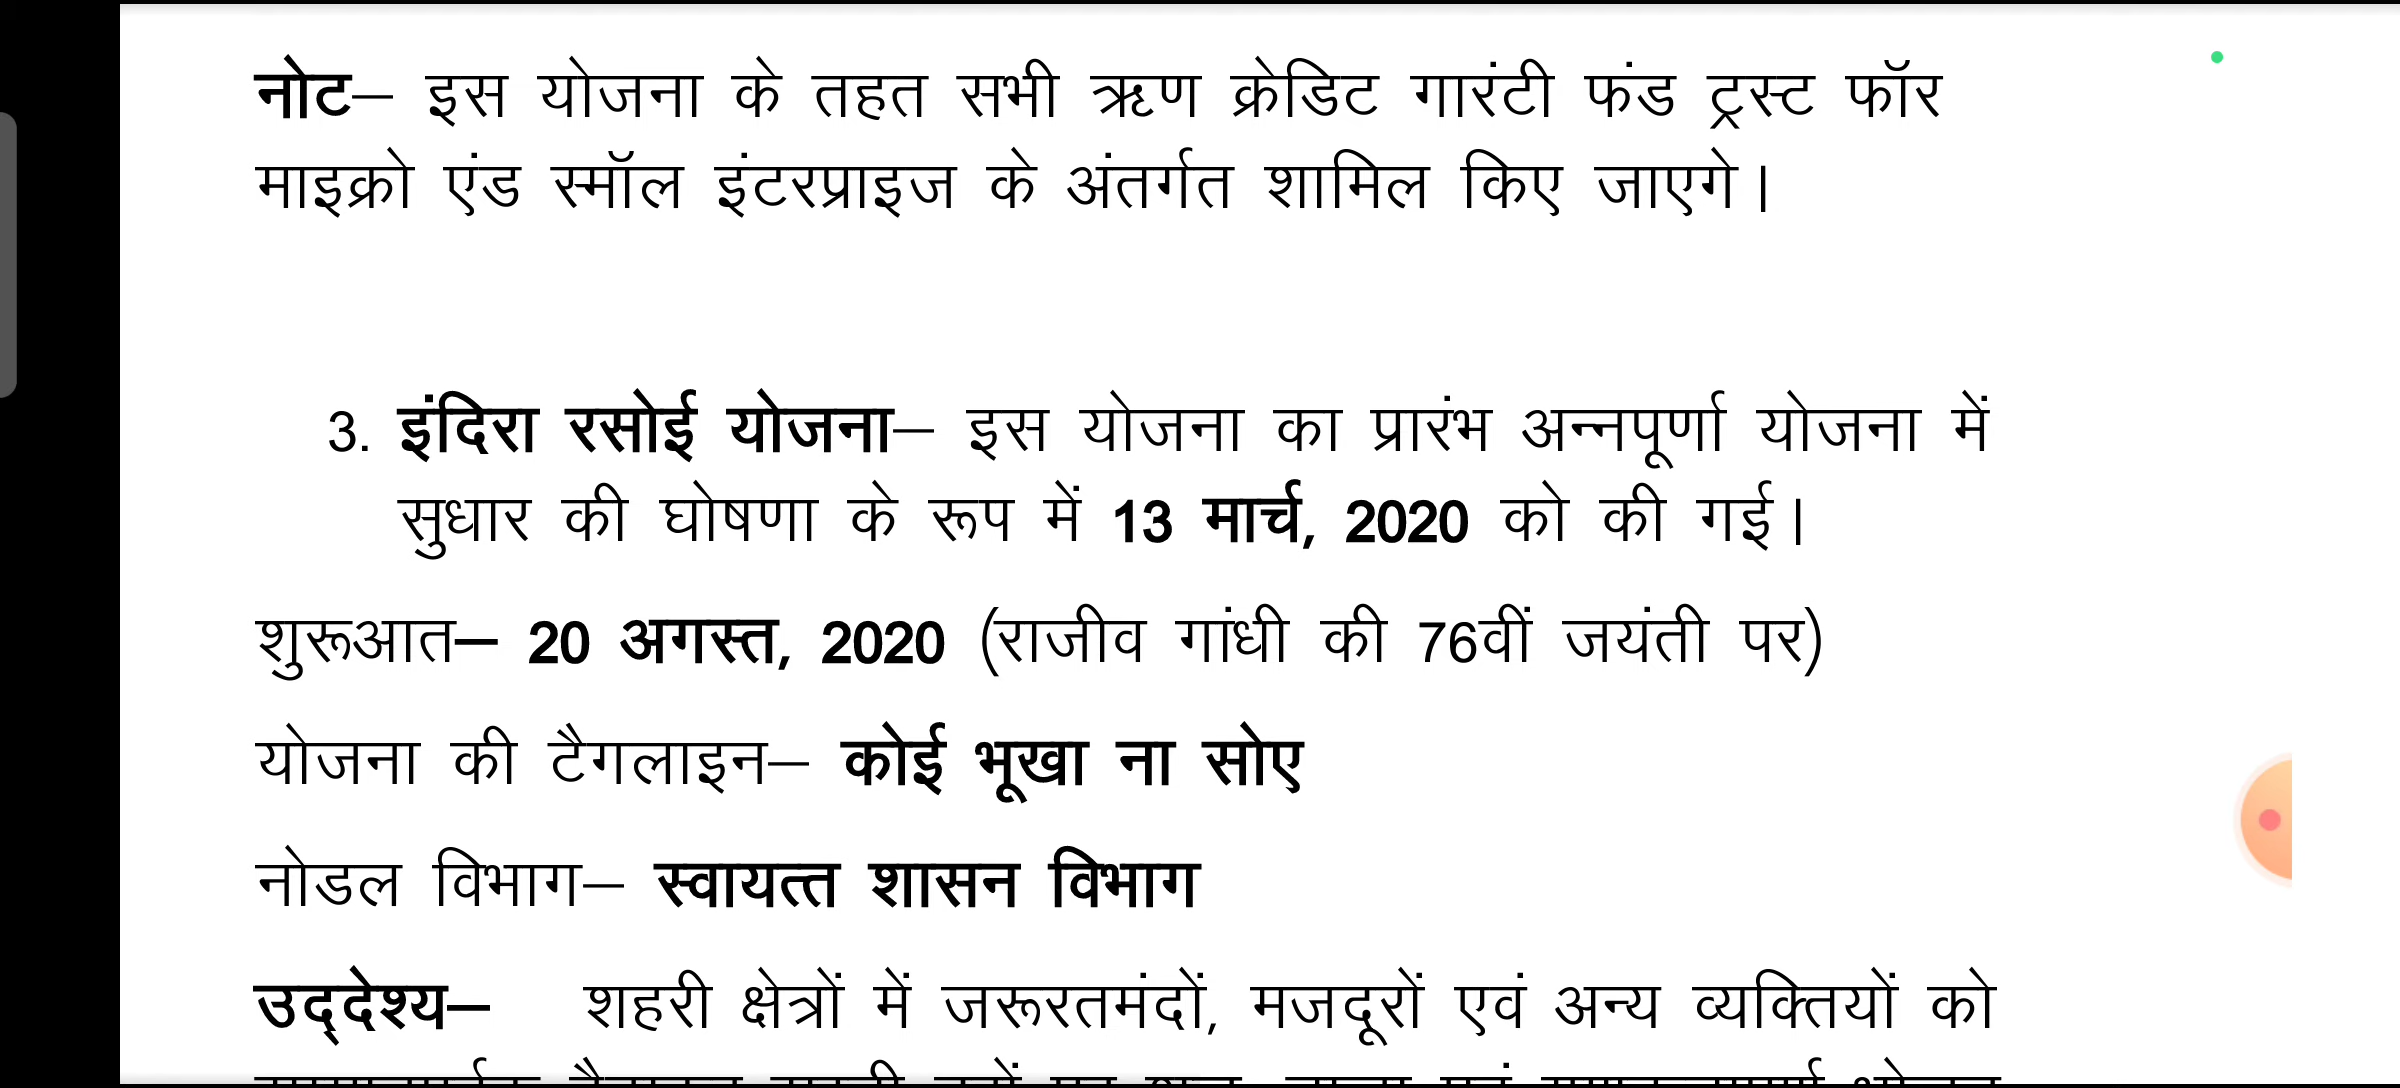 नोट– इस योजना के तहत सभी ऋण क्रेडिट गारंटी फंड ट्रस्ट फॉर
माइक्रो एंड स्मॉल इंटरप्राइज के अंतर्गत शामिल किए जाएगे।
3. इंदिरा रसोई योजना– इस योजना का प्रारंभ अन्नपूर्णा योजना में
सुधार की घोषणा के रूप में 13 मार्च, 2020 को की गई।
शुरूआत– 20 अगस्त, 2020 (राजीव गांधी की 76वीं जयंती पर)
योजना की टैगलाइन– कोई भूखा ना सोए
नोडल विभाग– स्वायत्त शासन विभाग
उद्देश्य– शहरी क्षेत्रों में जरूरतमंदों, मजदूरों एवं अन्य व्यक्तियों को